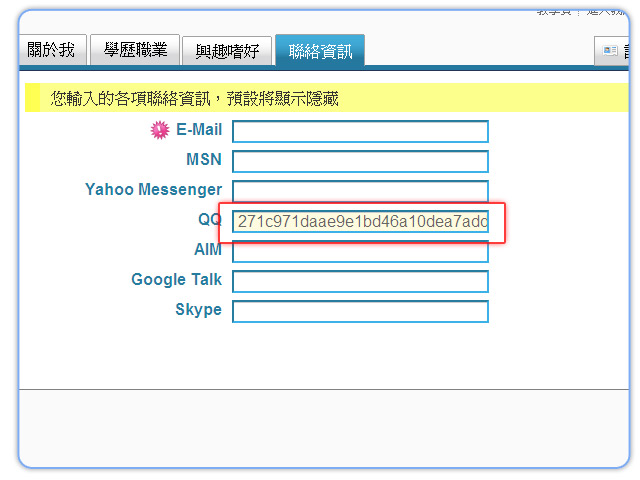 關於我 學歷職業 興趣嗜好 聯絡資訊
您輸入的各項聯絡資訊，預設將顯示隱藏
E-Mail
MSN
Yahoo Messenger
QQ 271c971daae9e1bd46a10dea7adc
AIM
Google Talk
Skype